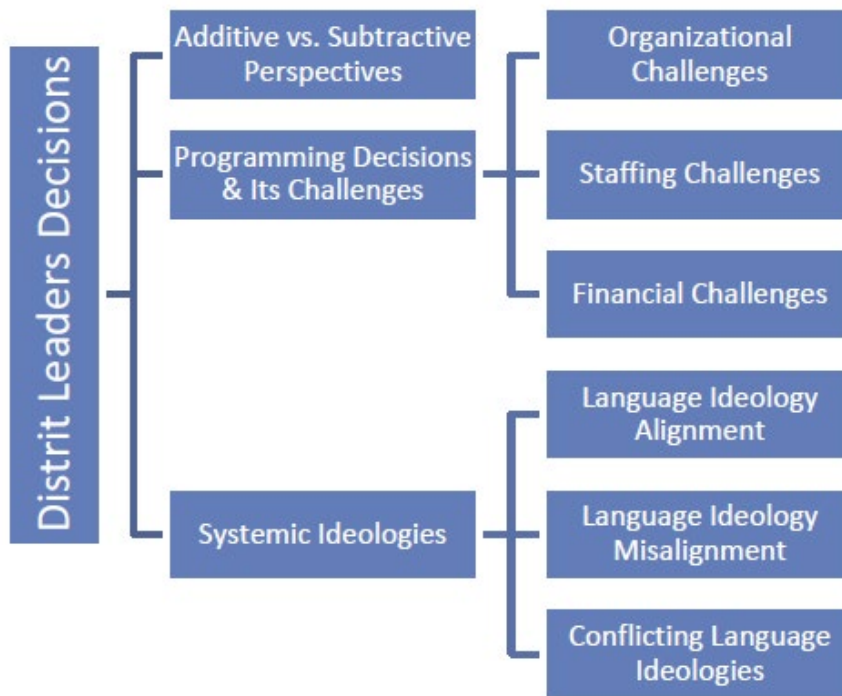 Distrit Leaders Decisions
Additive vs. Subtractive
Perspectives
Programming Decisions
& Its Challenges
Organizational
Challenges
Staffing Challenges
Financial Challenges
Systemic Ideologies
Language Ideology
Alignment
Language Ideology
Misalignment
Conflicting Language
Ideologies